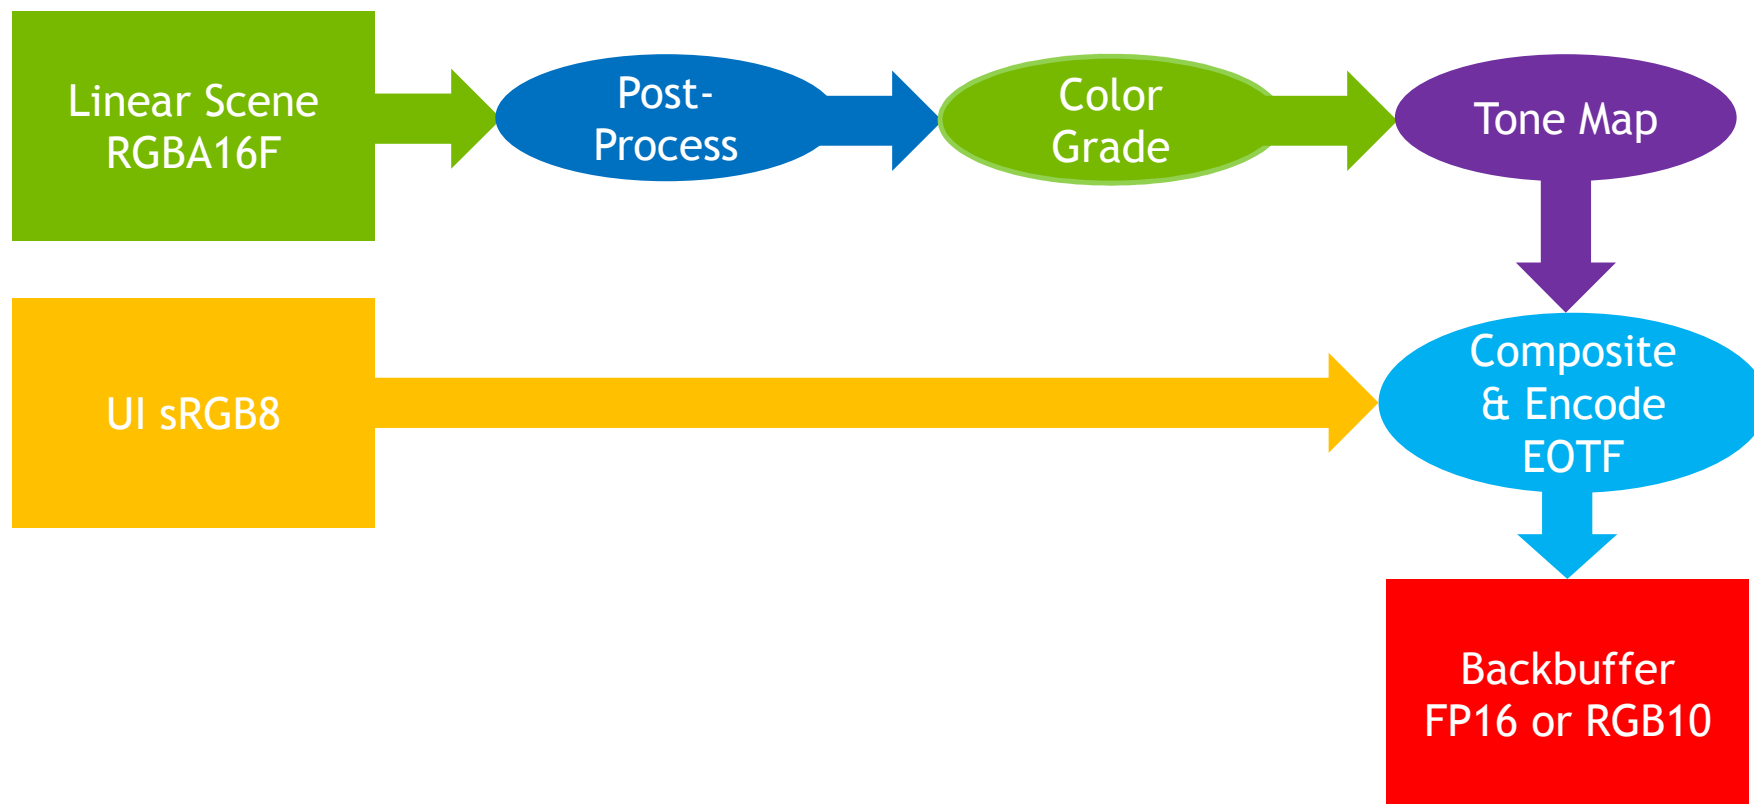 Linear Scene
RGBA16F
Post-
Process
Color
Grade
Tone Map
UI sRGB8
Composite
& Encode
EOTF
Backbuffer
FP16 or RGB10